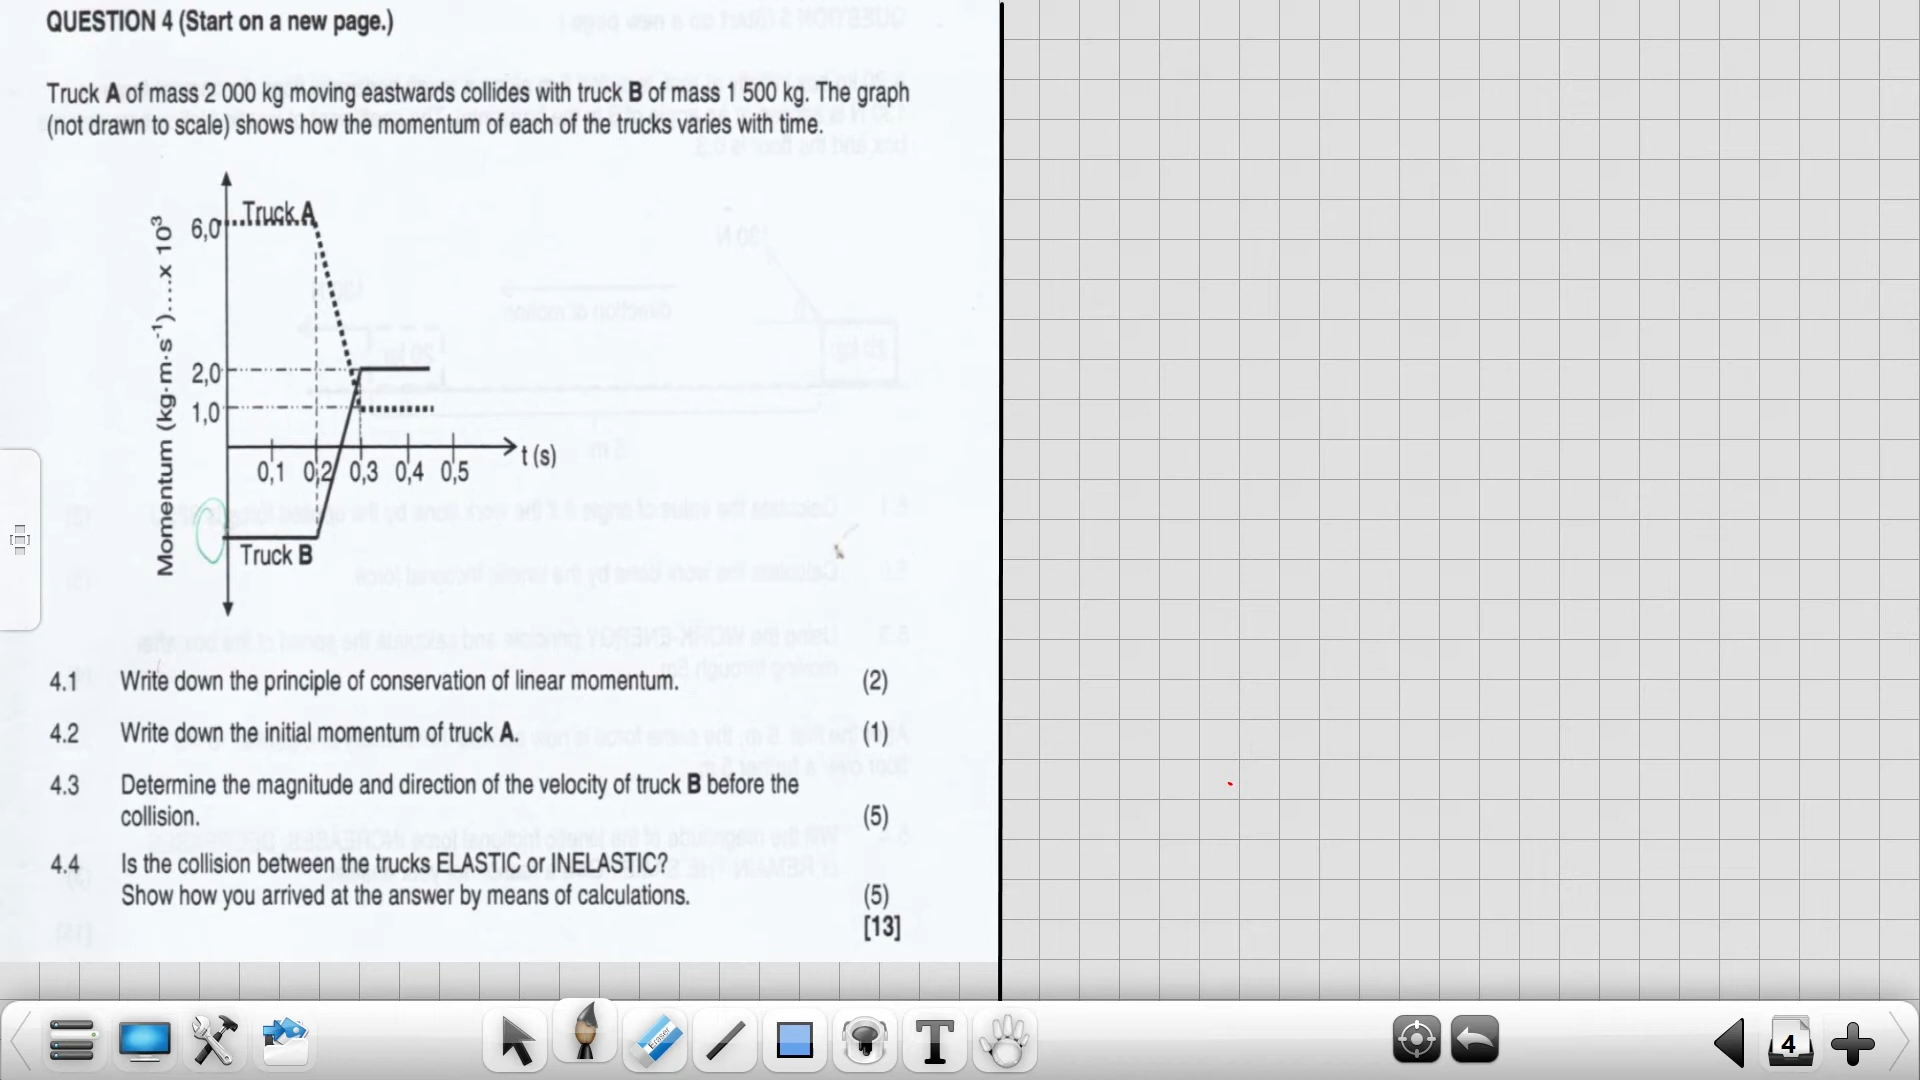 QUESTION 4 (Start on a new page.)
Truck A of mass 2 000 kg moving eastwards collides with truck B of mass 1 500 kg. The graph
(not drawn to scale) shows how the momentum of each of the trucks varies with time.
Momentum (kg·m·s⁻¹)....x 10³
Truck A
6,0
2,0
1,0
0,1 0,2 0,3 0,4 0,5
t (s)
Truck B
4.1 Write down the principle of conservation of linear momentum. (2)
4.2 Write down the initial momentum of truck A. (1)
4.3 Determine the magnitude and direction of the velocity of truck B before the
collision. (5)
4.4 Is the collision between the trucks ELASTIC or INELASTIC?
Show how you arrived at the answer by means of calculations. (5)
[13]
Eraser
T
4